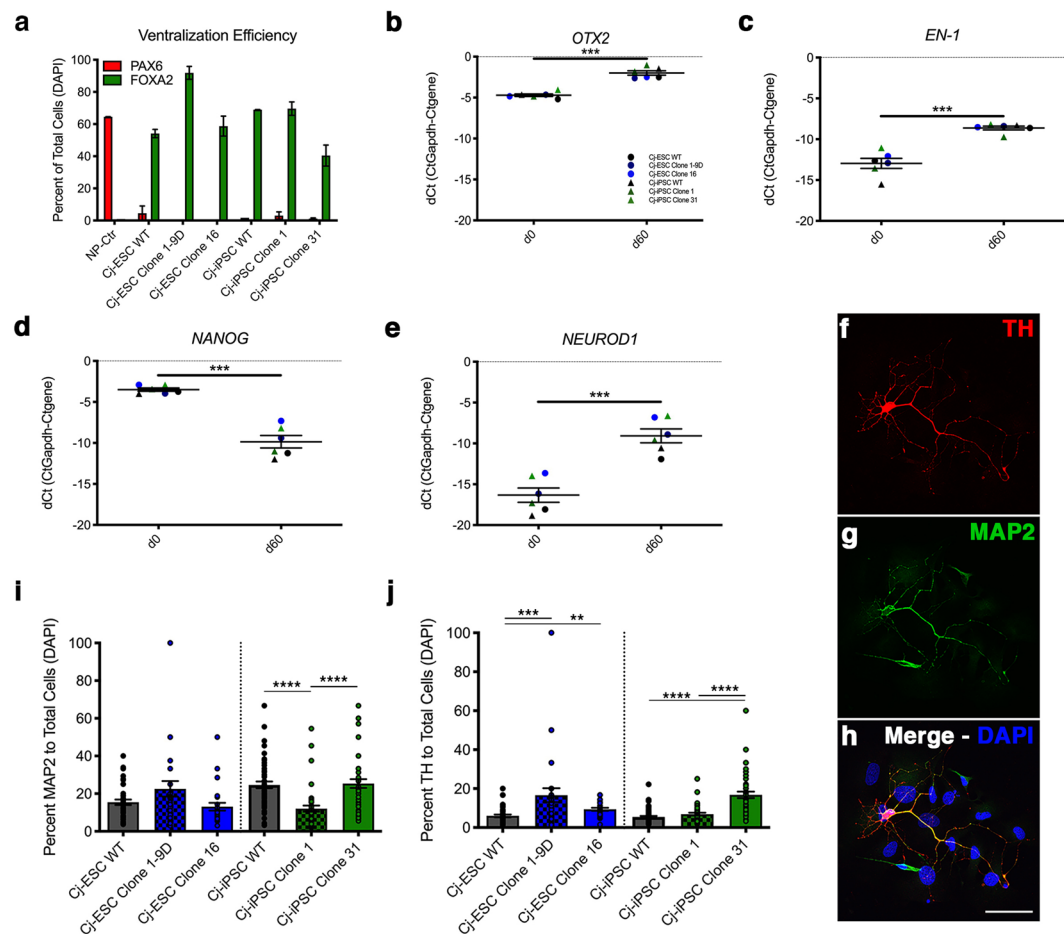 a
Ventralization Efficiency
PAX6
FOXA2
Percent of Total Cells (DAPI)
100
80
60
40
20
0
NP-Ctr
Cj-ESC WT
Cj-ESC Clone 1-9D
Cj-ESC Clone 16
Cj-iPSC WT
Cj-iPSC Clone 1
Cj-iPSC Clone 31
b
OTX2
***
dCt (CtGapdh-Ctgene)
0
-5
-10
-15
-20
Cj-ESC WT
Cj-ESC Clone 1-9D
Cj-ESC Clone 16
Cj-iPSC WT
Cj-iPSC Clone 1
Cj-iPSC Clone 31
d0
d60
c
EN-1
***
dCt (CtGapdh-Ctgene)
0
-5
-10
-15
-20
d0
d60
d
NANOG
***
dCt (CtGapdh-Ctgene)
0
-5
-10
-15
-20
d0
d60
e
NEUROD1
***
dCt (CtGapdh-Ctgene)
0
-5
-10
-15
-20
d0
d60
f
TH
g
MAP2
h
Merge - DAPI
i
Percent MAP2 to Total Cells (DAPI)
100
80
60
40
20
0
**** ****
Cj-ESC WT
Cj-ESC Clone 1-9D
Cj-ESC Clone 16
Cj-iPSC WT
Cj-iPSC Clone 1
Cj-iPSC Clone 31
j
Percent TH to Total Cells (DAPI)
100
80
60
40
20
0
***
**
**** ****
Cj-ESC WT
Cj-ESC Clone 1-9D
Cj-ESC Clone 16
Cj-iPSC WT
Cj-iPSC Clone 1
Cj-iPSC Clone 31